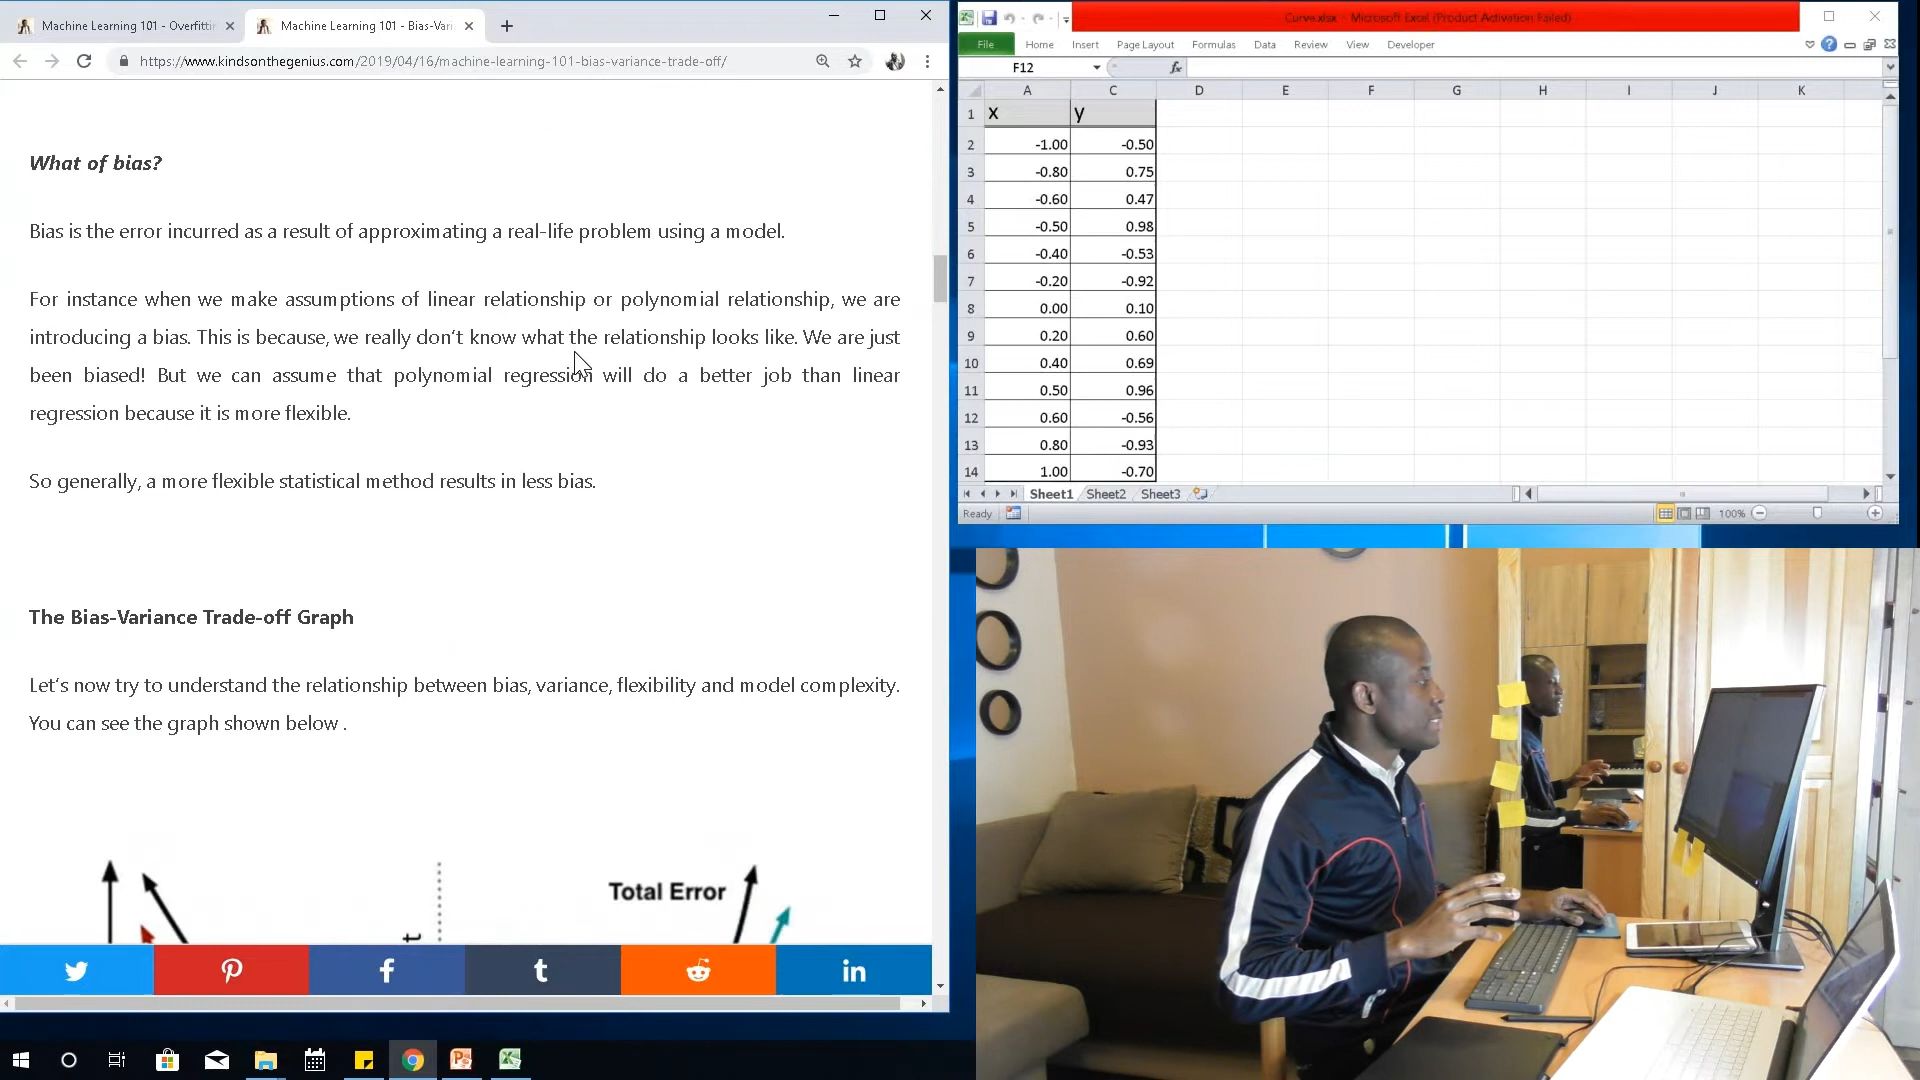 Machine Learning 101 - Overfittin
Machine Learning 101 - Bias-Vari
https://www.kindsonthegenius.com/2019/04/16/machine-learning-101-bias-variance-trade-off/
What of bias?
Bias is the error incurred as a result of approximating a real-life problem using a model.
For instance when we make assumptions of linear relationship or polynomial relationship, we are
introducing a bias. This is because, we really don't know what the relationship looks like. We are just
been biased! But we can assume that polynomial regression will do a better job than linear
regression because it is more flexible.
So generally, a more flexible statistical method results in less bias.
The Bias-Variance Trade-off Graph
Let's now try to understand the relationship between bias, variance, flexibility and model complexity.
You can see the graph shown below .
Total Error
t
Curve.xlsx - Microsoft Excel (Product Activation Failed)
File Home Insert Page Layout Formulas Data Review View Developer
F12 fx
A C D E F G H I J K
1 x y
2 -1.00 -0.50
3 -0.80 0.75
4 -0.60 0.47
5 -0.50 0.98
6 -0.40 -0.53
7 -0.20 -0.92
8 0.00 0.10
9 0.20 0.60
10 0.40 0.69
11 0.50 0.96
12 0.60 -0.56
13 0.80 -0.93
14 1.00 -0.70
Sheet1 Sheet2 Sheet3
Ready 100%